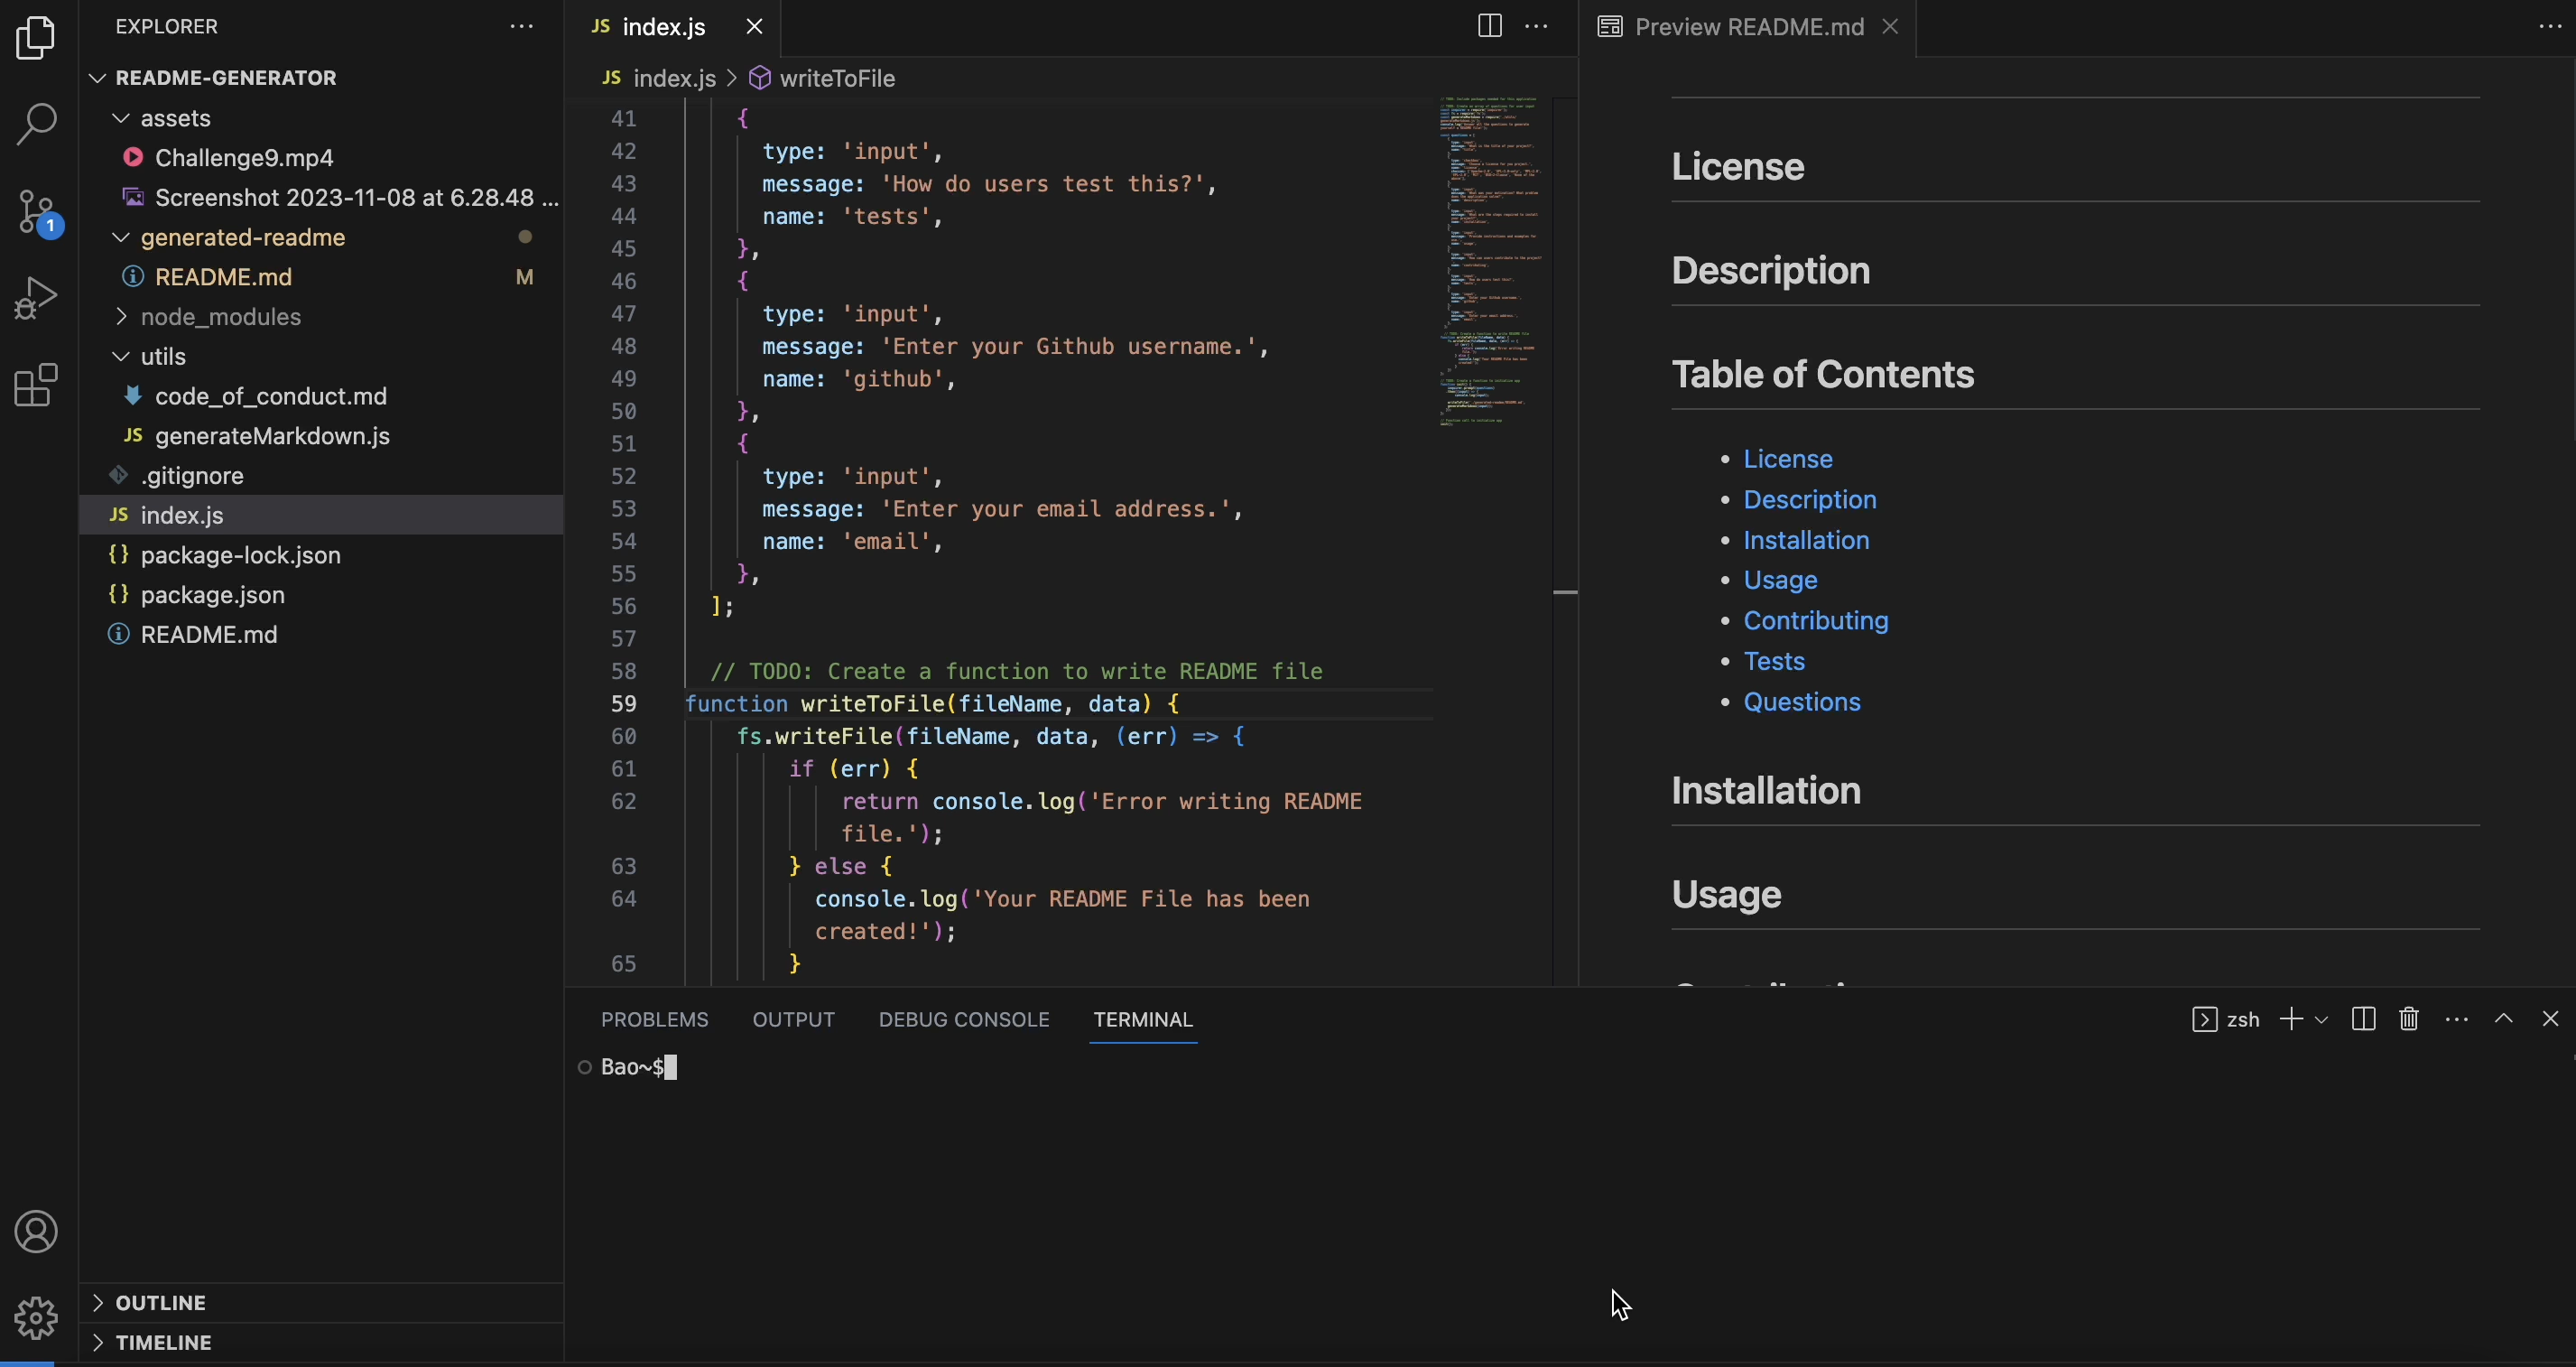 EXPLORER
README-GENERATOR
assets
Challenge9.mp4
Screenshot 2023-11-08 at 6.28.48 ...
generated-readme
README.md M
node_modules
utils
code_of_conduct.md
JS generateMarkdown.js
.gitignore
JS index.js
{} package-lock.json
{} package.json
README.md
OUTLINE
TIMELINE
1
JS index.js
JS index.js > writeToFile
41 {
42 type: 'input',
43 message: 'How do users test this?',
44 name: 'tests',
45 },
46 {
47 type: 'input',
48 message: 'Enter your Github username.',
49 name: 'github',
50 },
51 {
52 type: 'input',
53 message: 'Enter your email address.',
54 name: 'email',
55 },
56 ];
57
58 // TODO: Create a function to write README file
59 function writeToFile(fileName, data) {
60 fs.writeFile(fileName, data, (err) => {
61 if (err) {
62 return console.log('Error writing README
file.');
63 } else {
64 console.log('Your README File has been
created!');
65 }
Preview README.md
License
Description
Table of Contents
• License
• Description
• Installation
• Usage
• Contributing
• Tests
• Questions
Installation
Usage
PROBLEMS OUTPUT DEBUG CONSOLE TERMINAL
zsh
Bao~$